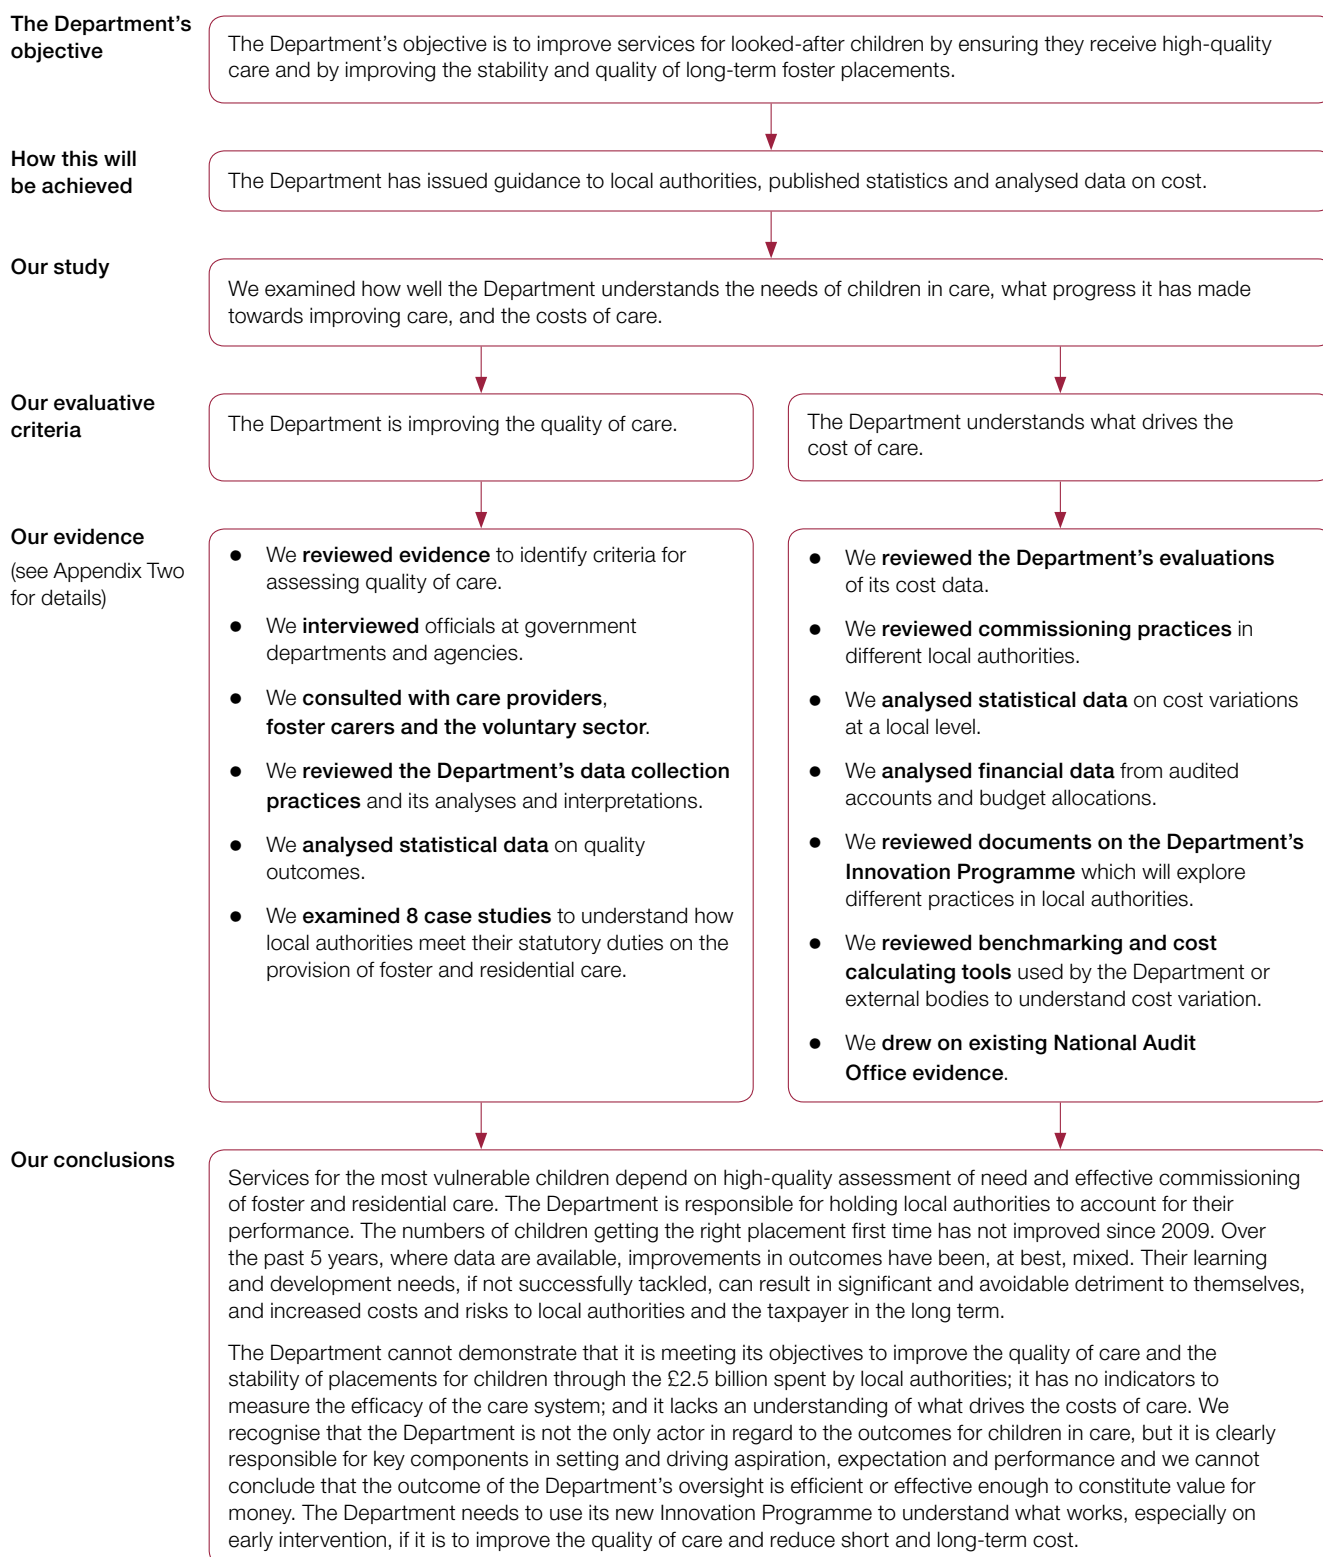 The Department's
objective
The Department's objective is to improve services for looked-after children by ensuring they receive high-quality
care and by improving the stability and quality of long-term foster placements.
How this will
be achieved
The Department has issued guidance to local authorities, published statistics and analysed data on cost.
Our study
We examined how well the Department understands the needs of children in care, what progress it has made
towards improving care, and the costs of care.
Our evaluative
criteria
The Department is improving the quality of care.
The Department understands what drives the
cost of care.
Our evidence
(see Appendix Two
for details)
● We reviewed evidence to identify criteria for
assessing quality of care.
● We interviewed officials at government
departments and agencies.
● We consulted with care providers,
foster carers and the voluntary sector.
● We reviewed the Department's data collection
practices and its analyses and interpretations.
● We analysed statistical data on quality
outcomes.
● We examined 8 case studies to understand how
local authorities meet their statutory duties on the
provision of foster and residential care.
● We reviewed the Department's evaluations
of its cost data.
● We reviewed commissioning practices in
different local authorities.
● We analysed statistical data on cost variations
at a local level.
● We analysed financial data from audited
accounts and budget allocations.
● We reviewed documents on the Department's
Innovation Programme which will explore
different practices in local authorities.
● We reviewed benchmarking and cost
calculating tools used by the Department or
external bodies to understand cost variation.
● We drew on existing National Audit
Office evidence.
Our conclusions
Services for the most vulnerable children depend on high-quality assessment of need and effective commissioning
of foster and residential care. The Department is responsible for holding local authorities to account for their
performance. The numbers of children getting the right placement first time has not improved since 2009. Over
the past 5 years, where data are available, improvements in outcomes have been, at best, mixed. Their learning
and development needs, if not successfully tackled, can result in significant and avoidable detriment to themselves,
and increased costs and risks to local authorities and the taxpayer in the long term.
The Department cannot demonstrate that it is meeting its objectives to improve the quality of care and the
stability of placements for children through the £2.5 billion spent by local authorities; it has no indicators to
measure the efficacy of the care system; and it lacks an understanding of what drives the costs of care. We
recognise that the Department is not the only actor in regard to the outcomes for children in care, but it is clearly
responsible for key components in setting and driving aspiration, expectation and performance and we cannot
conclude that the outcome of the Department's oversight is efficient or effective enough to constitute value for
money. The Department needs to use its new Innovation Programme to understand what works, especially on
early intervention, if it is to improve the quality of care and reduce short and long-term cost.